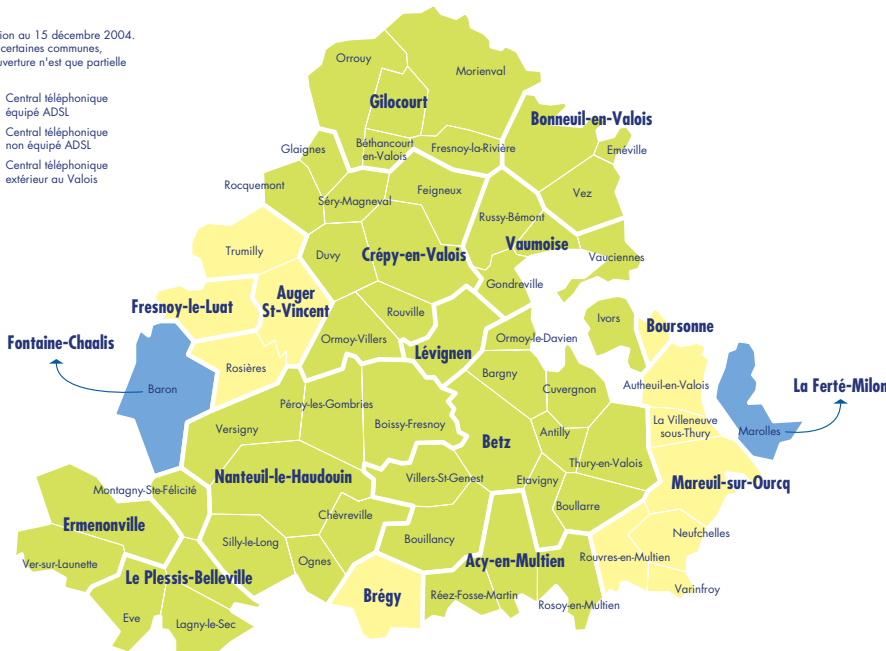 ion au 15 décembre 2004.
certaines communes,
uverture n'est que partielle
Central téléphonique
équipé ADSL
Central téléphonique
non équipé ADSL
Central téléphonique
extérieur au Valois
Orrouy
Morienval
Gilocourt
Bonneuil-en-Valois
Glaignes
Béthancourt
en-Valois
Fresnoy-la-Rivière
Eméville
Rocquemont
Séry-Magneval
Feigneux
Vez
Russy-Bémont
Trumilly
Duvy
Crépy-en-Valois
Vaumoise
Vauciennes
Gondreville
Fresnoy-le-Luat
Auger
St-Vincent
Rouville
Ivors
Boursonne
Fontaine-Chaalis
Ormoy-Villers
Lévignen
Ormoy-le-Davien
Rosières
Bargny
Baron
Cuvergnon
Autheuil-en-Valois
La Ferté-Milon
Péroy-les-Gombries
Versigny
Boissy-Fresnoy
Betz
Antilly
La Villeneuve
sous-Thury
Marolles
Thury-en-Valois
Nanteuil-le-Haudouin
Villers-St-Genest
Etavigny
Mareuil-sur-Ourcq
Montagny-Ste-Félicité
Boullarre
Ermenonville
Chèvreville
Neufchelles
Silly-le-Long
Bouillancy
Rouvres-en-Multien
Ver-sur-Launette
Le Plessis-Belleville
Ognes
Acy-en-Multien
Varinfroy
Brégy
Réez-Fosse-Martin
Rosoy-en-Multien
Eve
Lagny-le-Sec